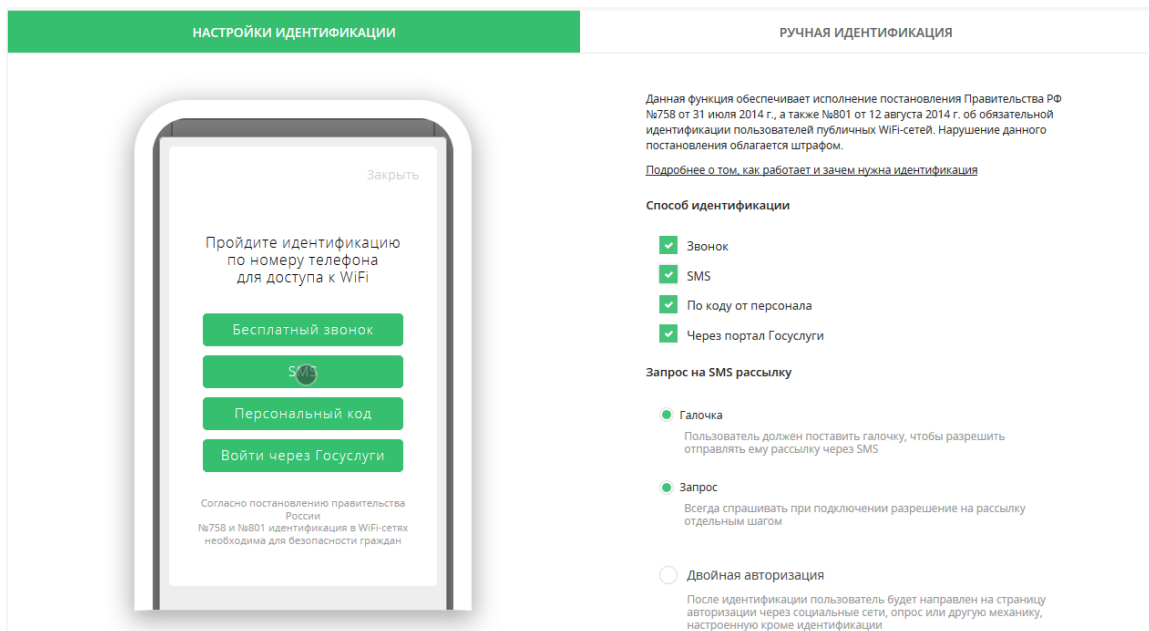 НАСТРОЙКИ ИДЕНТИФИКАЦИИ
РУЧНАЯ ИДЕНТИФИКАЦИЯ
Закрыть
Пройдите идентификацию
по номеру телефона
для доступа к WiFi
Бесплатный звонок
SMS
Персональный код
Войти через Госуслуги
Согласно постановлению правительства
России
№758 и №801 идентификация в WiFi-сетях
необходима для безопасности граждан
Данная функция обеспечивает исполнение постановления Правительства РФ
№758 от 31 июля 2014 г., а также №801 от 12 августа 2014 г. об обязательной
идентификации пользователей публичных WiFi-сетей. Нарушение данного
постановления облагается штрафом.
Подробнее о том, как работает и зачем нужна идентификация
Способ идентификации
Звонок
SMS
По коду от персонала
Через портал Госуслуги
Запрос на SMS рассылку
Галочка
Пользователь должен поставить галочку, чтобы разрешить
отправлять ему рассылку через SMS
Запрос
Всегда спрашивать при подключении разрешение на рассылку
отдельным шагом
Двойная авторизация
После идентификации пользователь будет направлен на страницу
авторизации через социальные сети, опрос или другую механику,
настроенную кроме идентификации